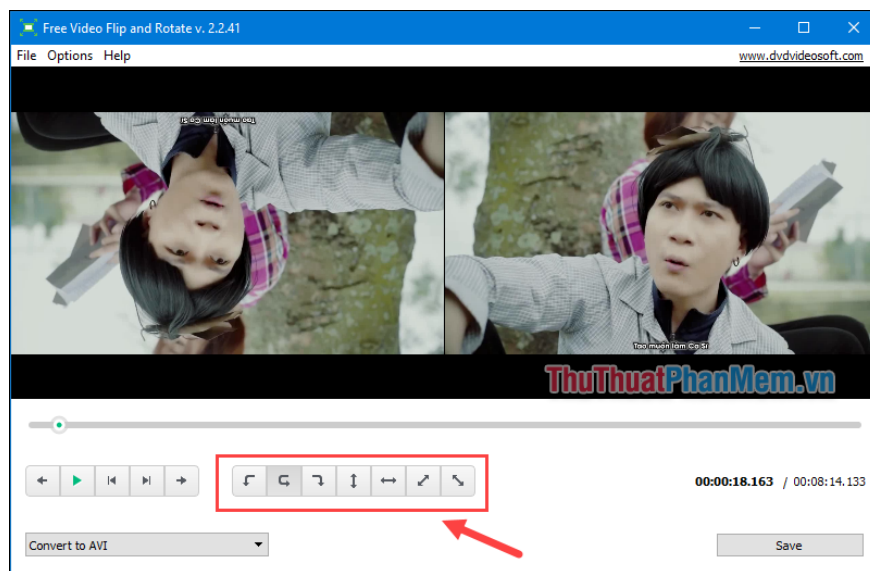 Free Video Flip and Rotate v. 2.2.41
File Options Help
www.dvdvideosoft.com
Tao muốn làm Ca Sĩ
Tao muốn làm Ca Sĩ
ThuThuatPhanMem.vn
00:00:18.163 / 00:08:14.133
Convert to AVI
Save